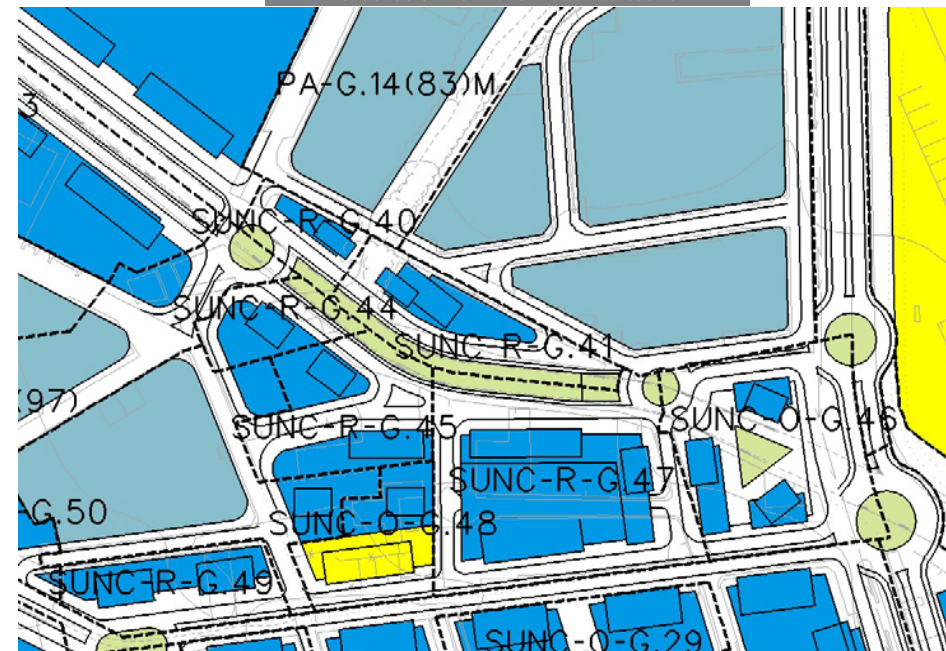 PA-G.14(83)M
3
SUNC-R-G.40
SUNC-R-G.44
SUNC-R-G.41
(97)
SUNC-R-G.45
SUNC-O-G.46
SUNC-R-G.47
G.50
SUNC-O-G.48
SUNC-R-G.49
SUNC-O-G.29